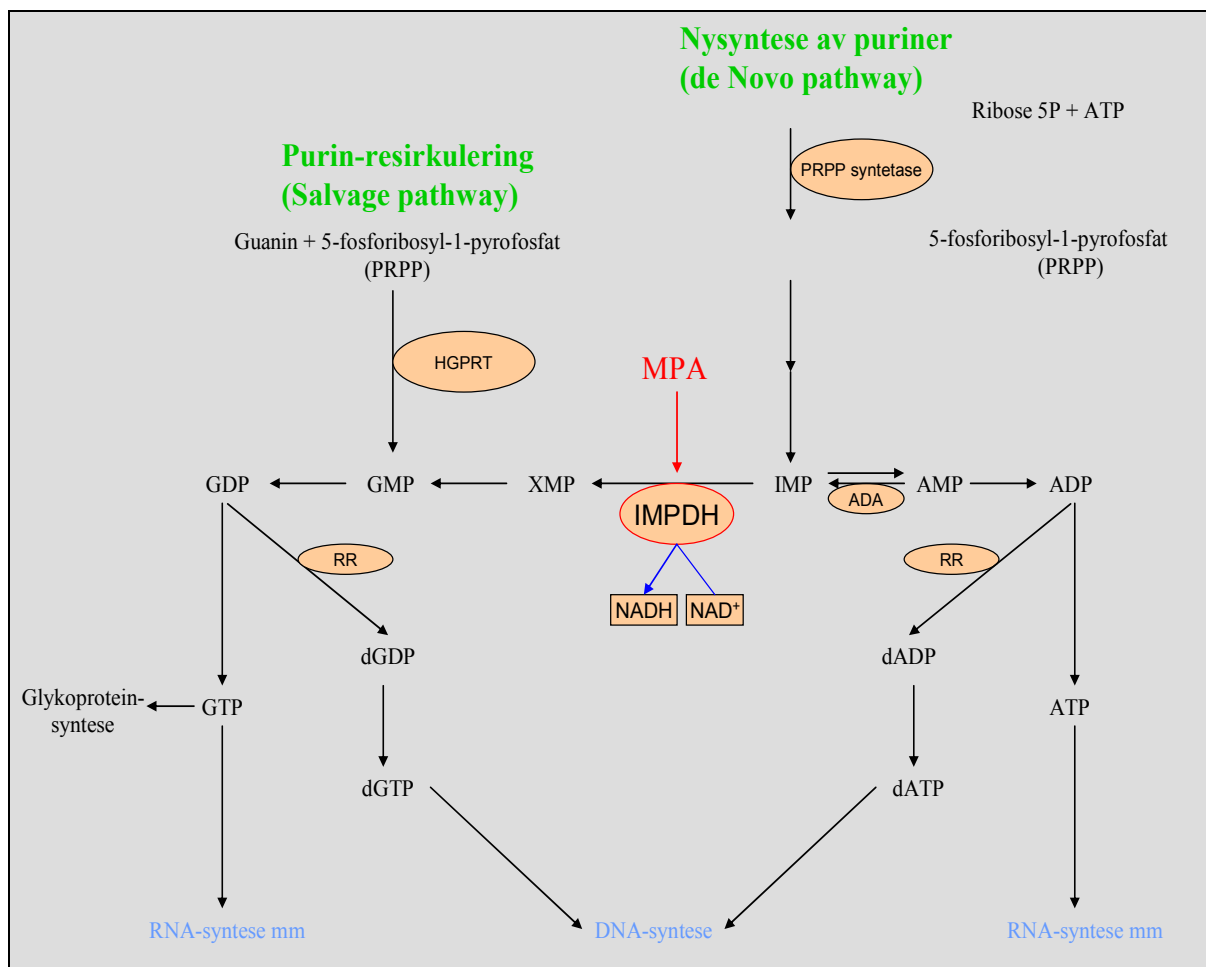 Nysyntese av puriner
(de Novo pathway)
Ribose 5P + ATP
PRPP syntetase
Purin-resirkulering
(Salvage pathway)
Guanin + 5-fosforibosyl-1-pyrofosfat
(PRPP)
5-fosforibosyl-1-pyrofosfat
(PRPP)
HGPRT
MPA
GDP
GMP
XMP
IMP
AMP
ADP
ADA
IMPDH
RR
RR
NADH
NAD⁺
dGDP
dADP
Glykoprotein-
syntese
GTP
ATP
dGTP
dATP
RNA-syntese mm
DNA-syntese
RNA-syntese mm